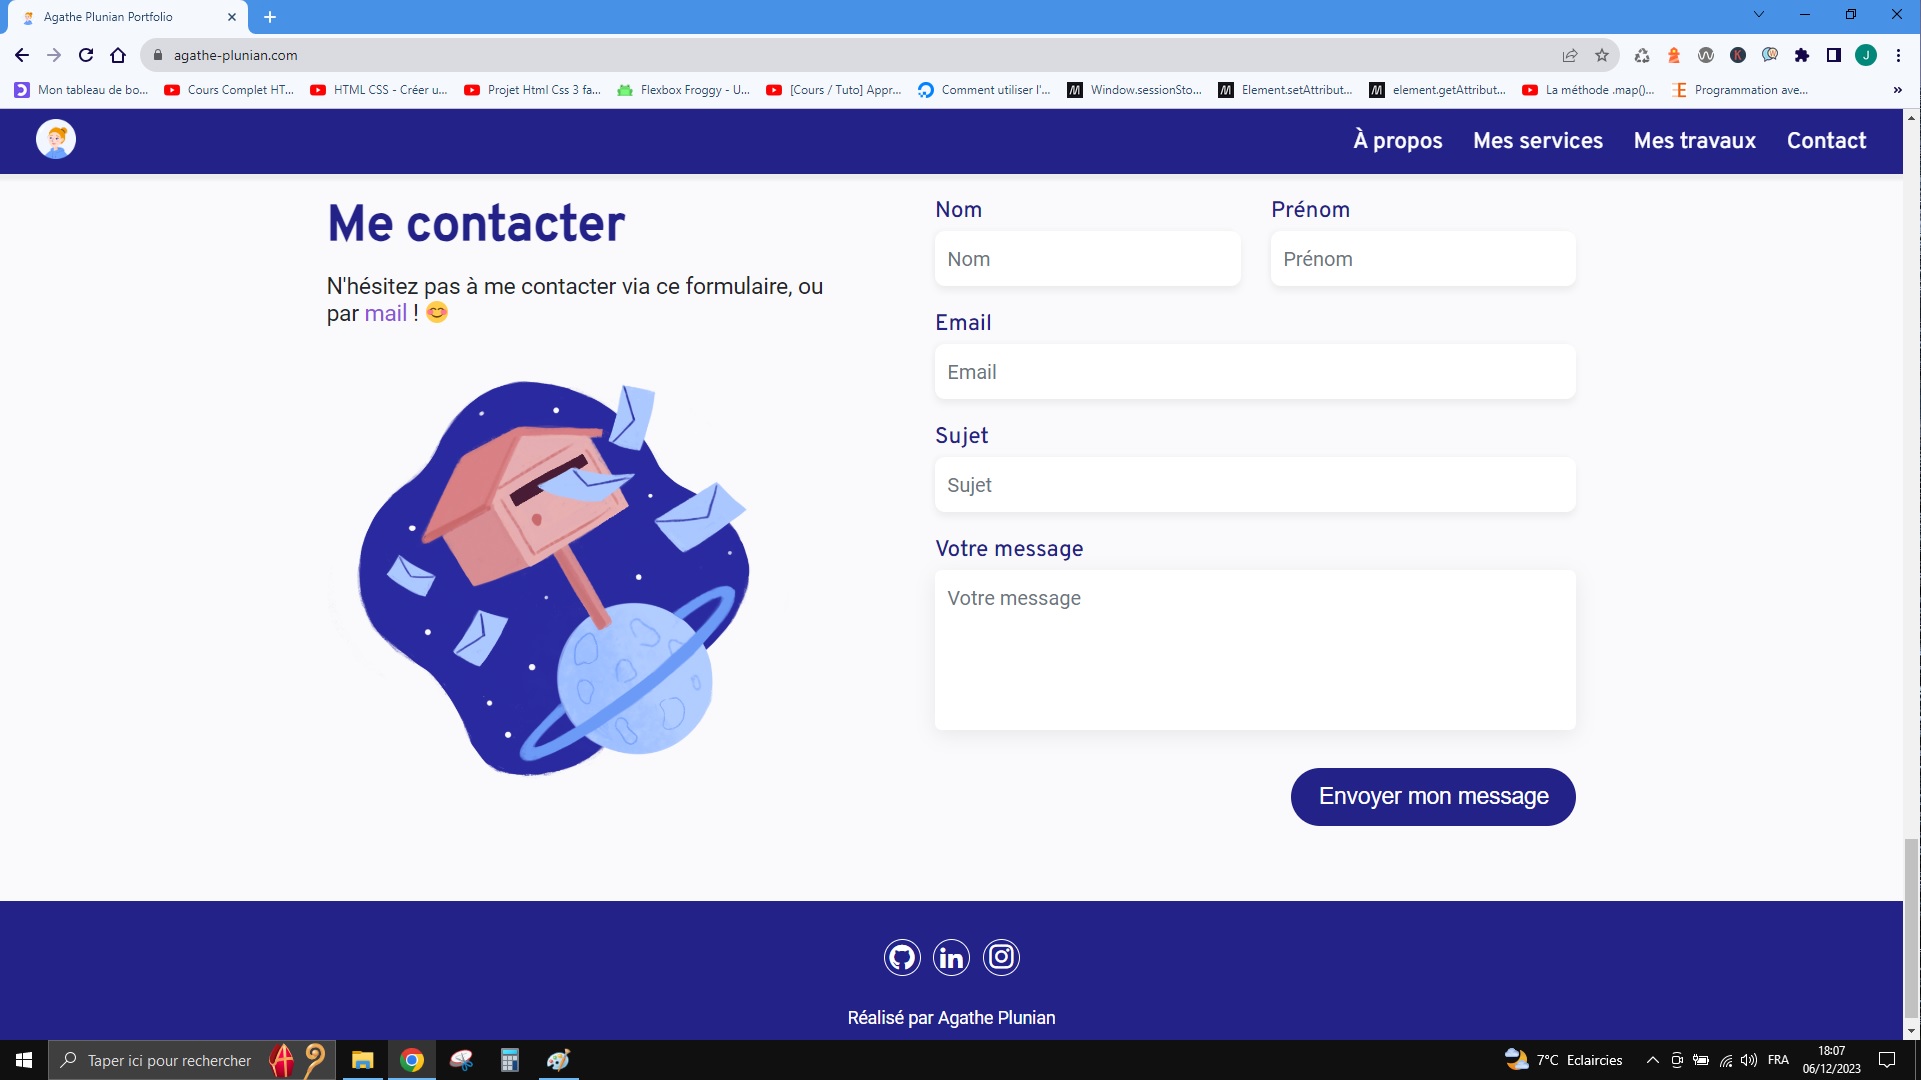 Agathe Plunian Portfolio
agathe-plunian.com
J
Mon tableau de bo...
Cours Complet HT...
HTML CSS - Créer u...
Projet Html Css 3 fa...
Flexbox Froggy - U...
[Cours / Tuto] Appr...
Comment utiliser l'...
Window.sessionSto...
Element.setAttribut...
element.getAttribut...
La méthode .map()...
Programmation ave...
À propos
Mes services
Mes travaux
Contact
Me contacter
N'hésitez pas à me contacter via ce formulaire, ou
par mail ! 😊
Nom
Prénom
Nom
Prénom
Email
Email
Sujet
Sujet
Votre message
Votre message
Envoyer mon message
in
Réalisé par Agathe Plunian
Taper ici pour rechercher
7°C Eclaircies
FRA
18:07
06/12/2023